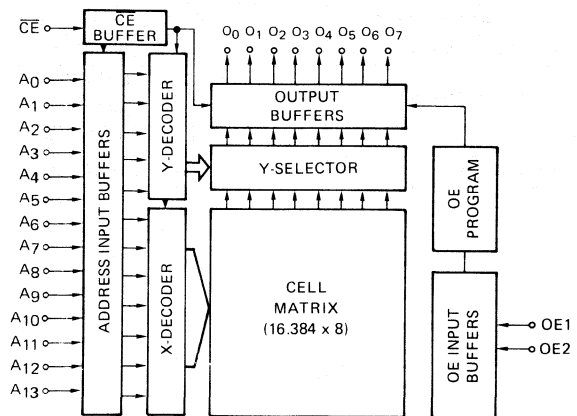 CE
CE
BUFFER
O0 O1 O2 O3 O4 O5 O6 O7
A0
A1
A2
A3
A4
A5
A6
A7
A8
A9
A10
A11
A12
A13
ADDRESS INPUT BUFFERS
Y-DECODER
X-DECODER
OUTPUT
BUFFERS
Y-SELECTOR
CELL
MATRIX
(16.384 x 8)
OE
PROGRAM
OE INPUT
BUFFERS
OE1
OE2